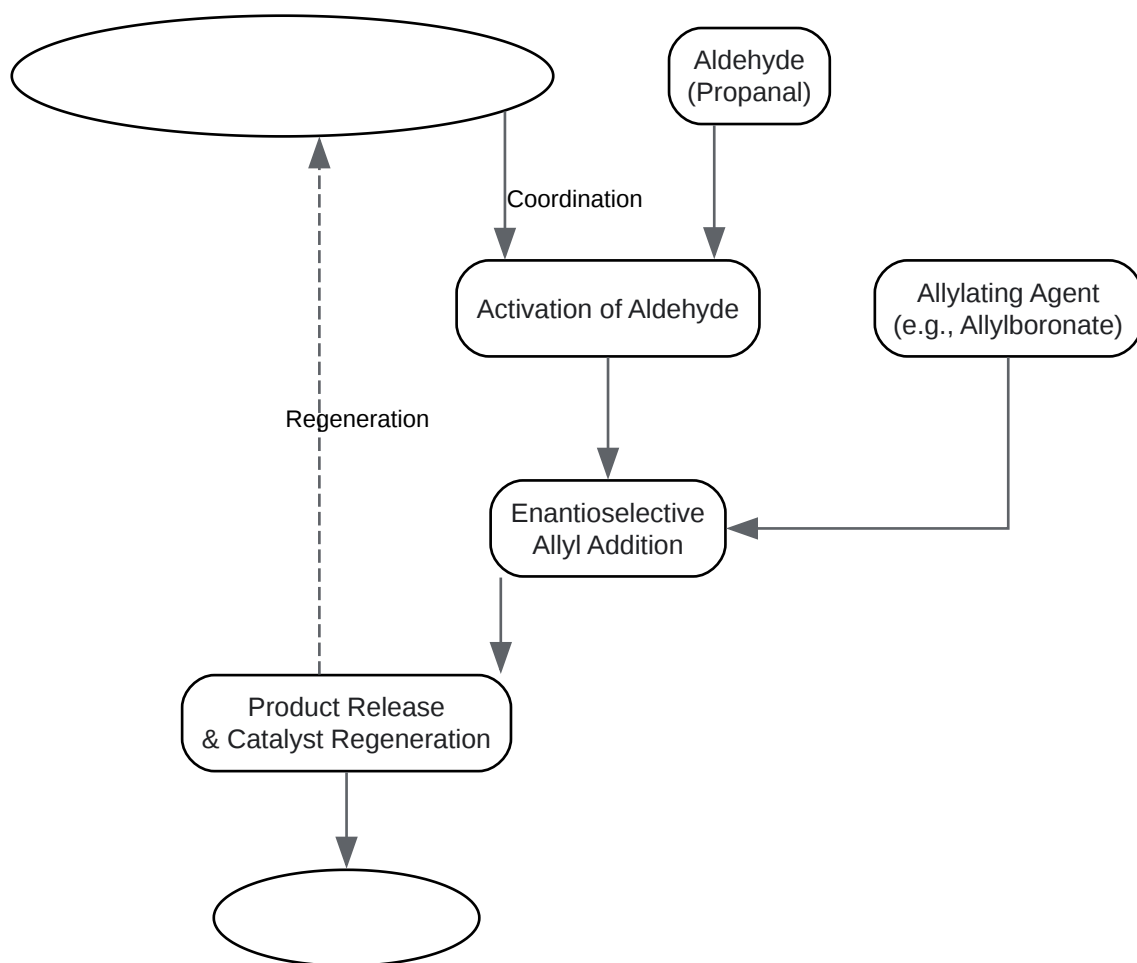 Aldehyde
(Propanal)
Coordination
Activation of Aldehyde
Allylating Agent
(e.g., Allylboronate)
Regeneration
Enantioselective
Allyl Addition
Product Release
& Catalyst Regeneration